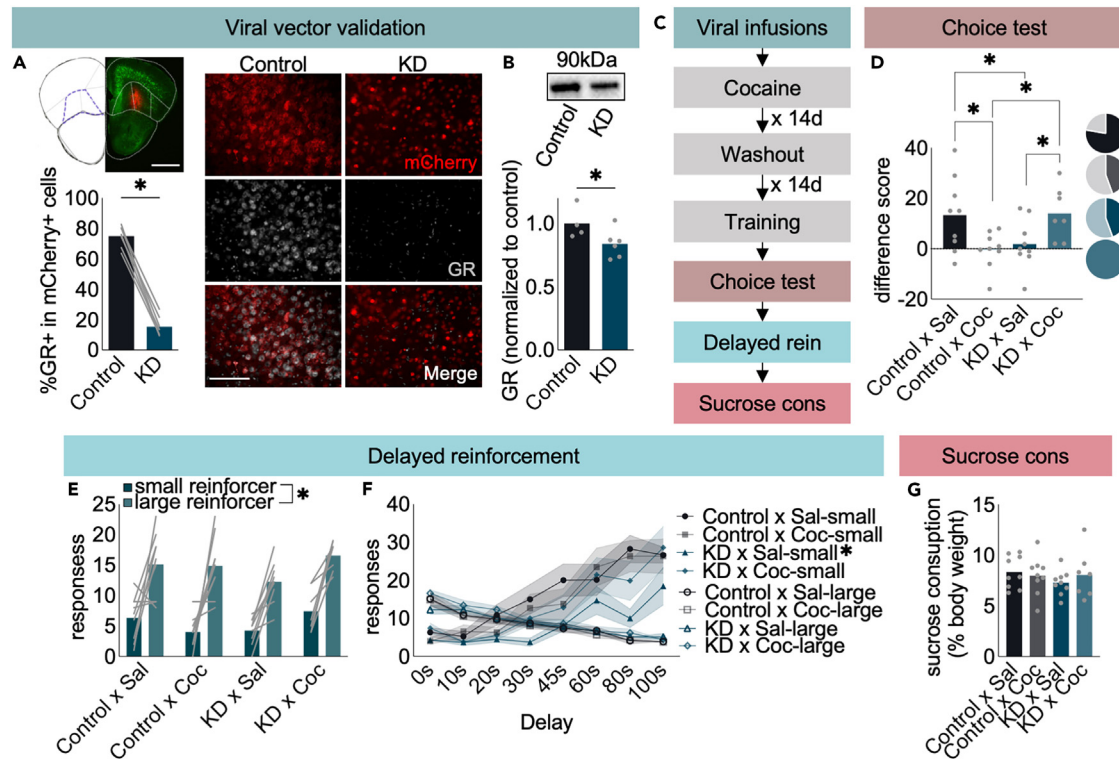 Viral vector validation
A
Control
KD
mCherry
GR
Merge
%GR+ in mCherry+ cells
100
80
60
40
20
0
*
Control
KD
B
90kDa
Control
KD
GR (normalized to control)
1.0
0.5
0.0
*
Control
KD
C
Viral infusions
Cocaine
x 14d
Washout
x 14d
Training
Choice test
Delayed rein
Sucrose cons
Choice test
D
*
*
*
*
difference score
40
20
0
-20
Control x Sal
Control x Coc
KD x Sal
KD x Coc
Delayed reinforcement
E
small reinforcer
large reinforcer
*
responsess
25
20
15
10
5
0
Control x Sal
Control x Coc
KD x Sal
KD x Coc
F
responses
40
30
20
10
0
0s
10s
20s
30s
45s
60s
80s
100s
Delay
Control x Sal-small
Control x Coc-small
KD x Sal-small*
KD x Coc-small
Control x Sal-large
Control x Coc-large
KD x Sal-large
KD x Coc-large
Sucrose cons
G
sucrose consuption
(% body weight)
15
10
5
0
Control x Sal
Control x Coc
KD x Sal
KD x Coc